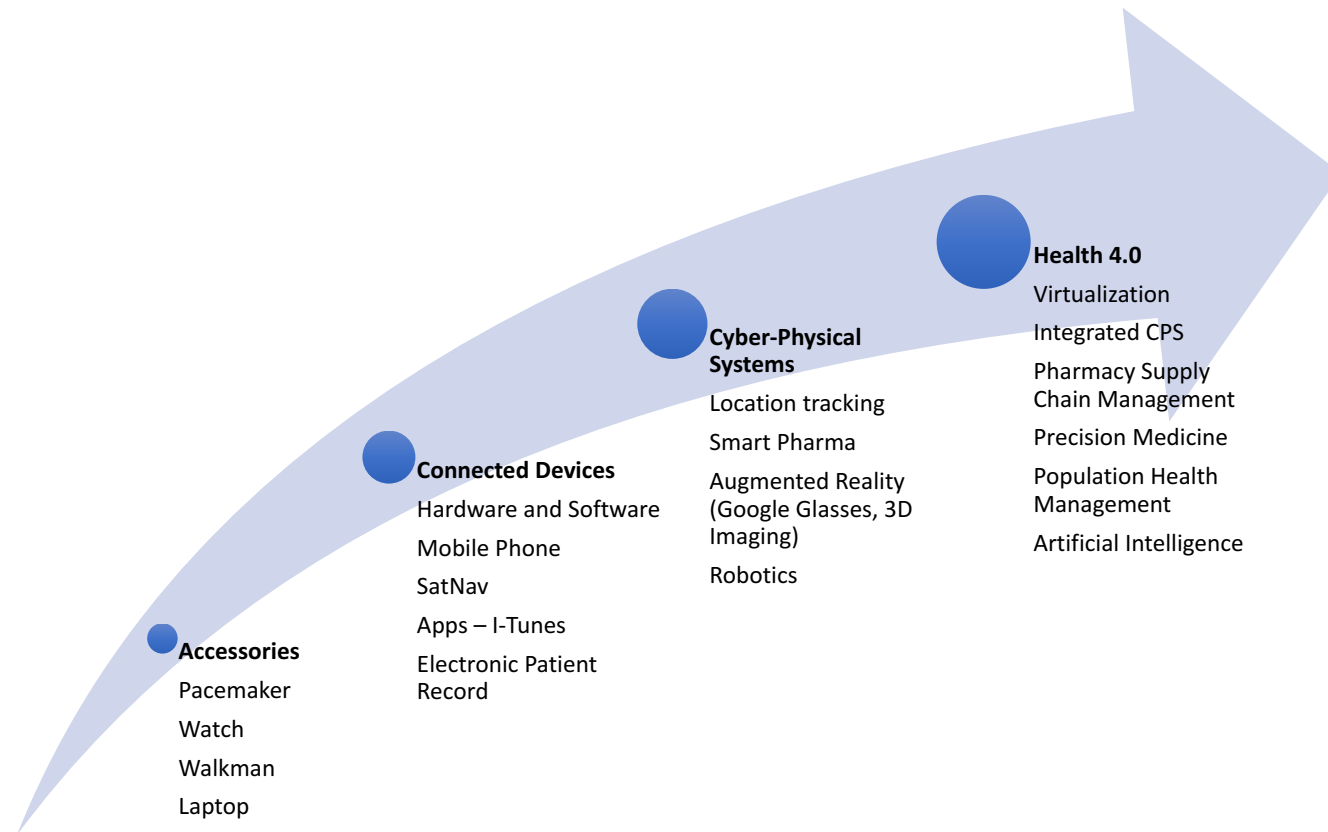 Accessories
Pacemaker
Watch
Walkman
Laptop
Connected Devices
Hardware and Software
Mobile Phone
SatNav
Apps – I-Tunes
Electronic Patient
Record
Cyber-Physical
Systems
Location tracking
Smart Pharma
Augmented Reality
(Google Glasses, 3D
Imaging)
Robotics
Health 4.0
Virtualization
Integrated CPS
Pharmacy Supply
Chain Management
Precision Medicine
Population Health
Management
Artificial Intelligence